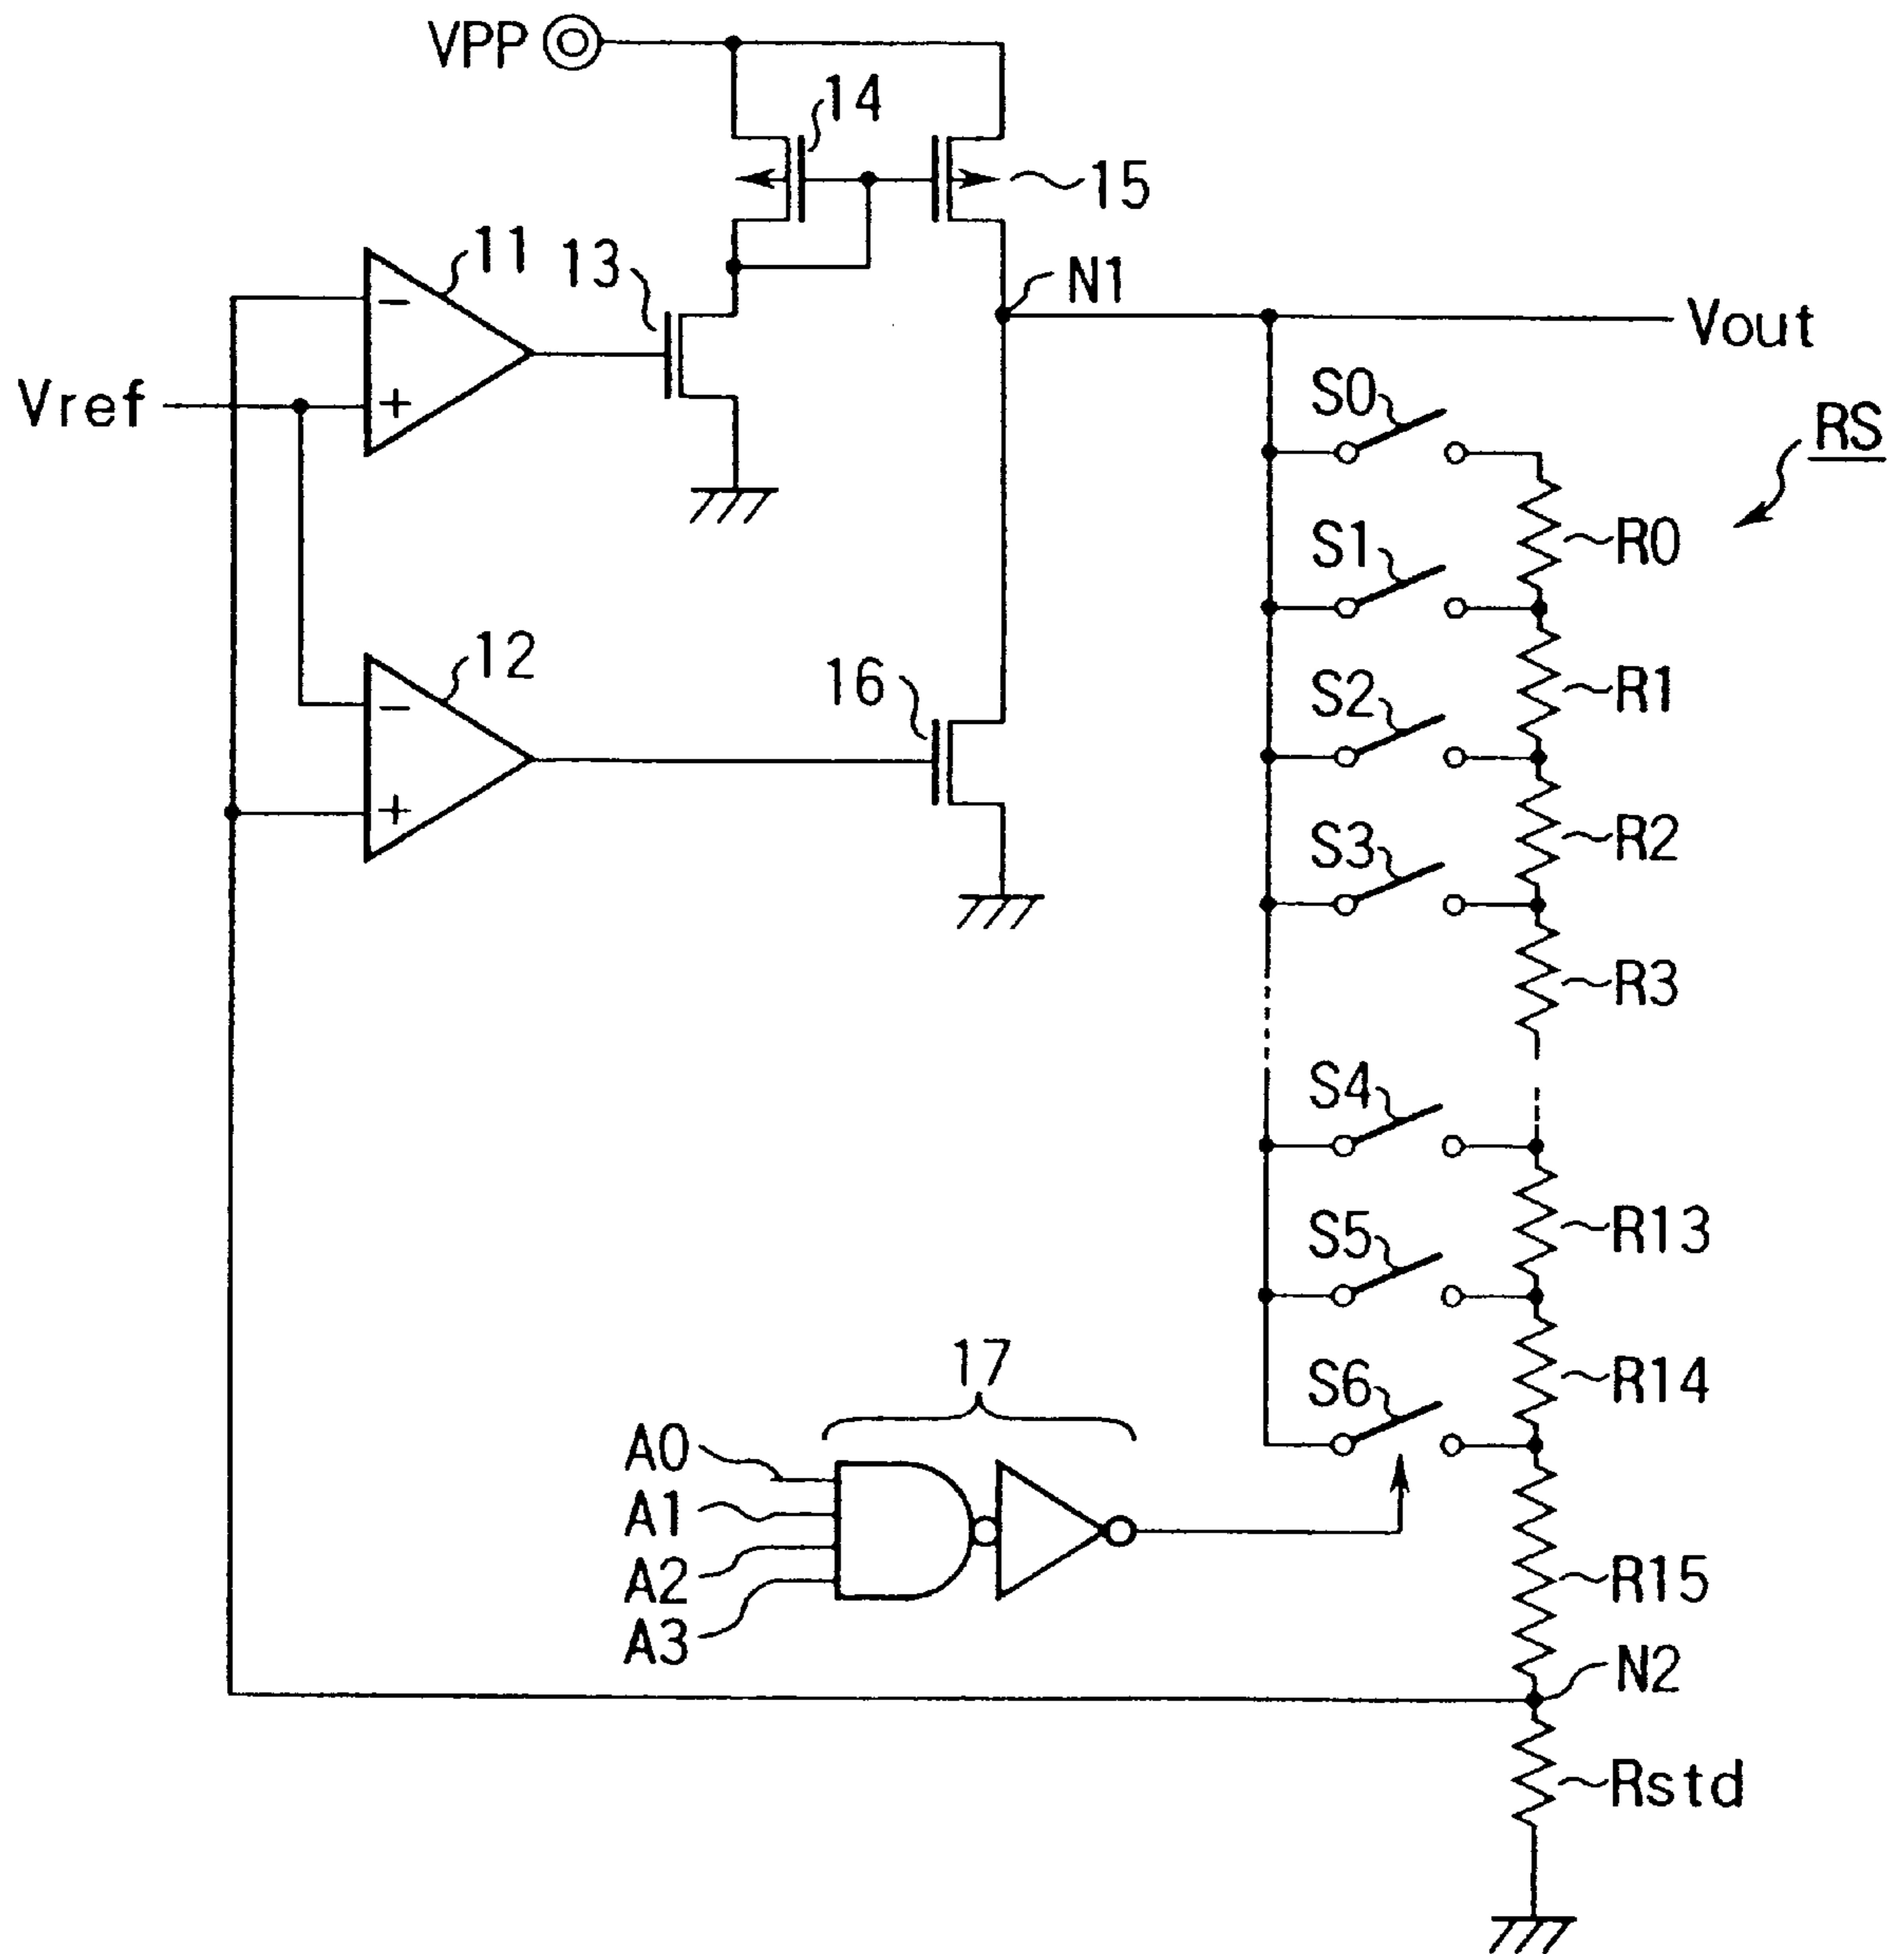 VPP
14
15
11
13
N1
Vout
Vref
-
+
S0
RS
R0
S1
12
16
S2
R1
-
+
S3
R2
R3
S4
S5
R13
17
S6
R14
A0
A1
A2
A3
R15
N2
Rstd